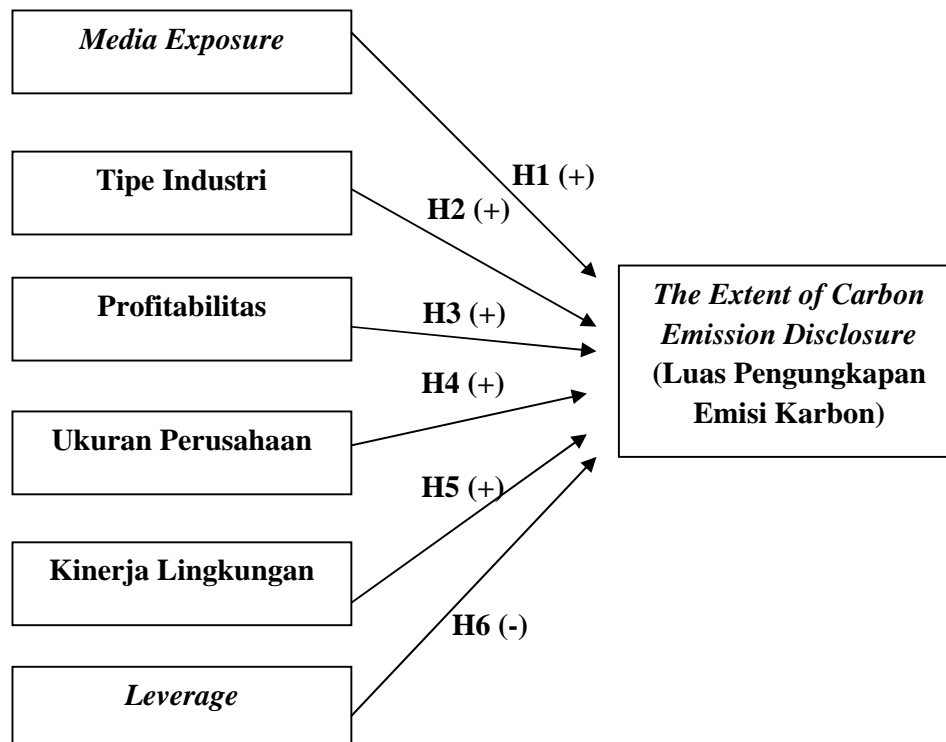 Media Exposure
H1 (+)
Tipe Industri
H2 (+)
Profitabilitas
H3 (+)
The Extent of Carbon
Emission Disclosure
(Luas Pengungkapan
Emisi Karbon)
H4 (+)
Ukuran Perusahaan
H5 (+)
Kinerja Lingkungan
H6 (-)
Leverage